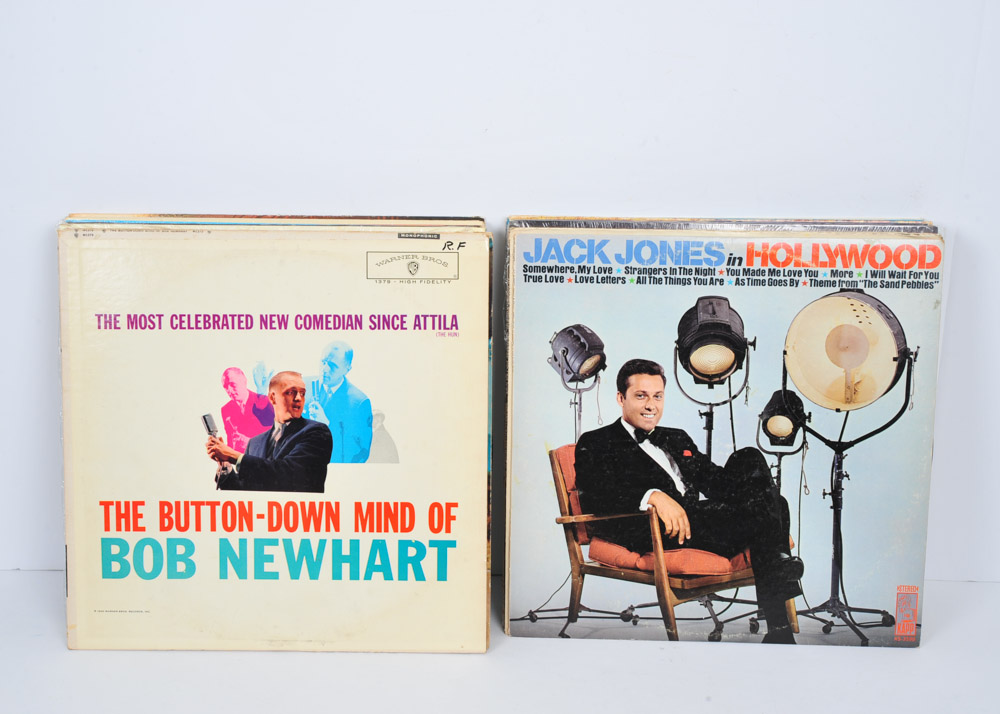 MONOPHONIC
R.F
WARNER BROS.
1379 - HIGH FIDELITY
THE MOST CELEBRATED NEW COMEDIAN SINCE ATTILA
(THE HUN)
THE BUTTON-DOWN MIND OF
BOB NEWHART
JACK JONES in HOLLYWOOD
Somewhere, My Love ★ Strangers In The Night ★ You Made Me Love You ★ More ★ I Will Wait For You
True Love ★ Love Letters ★ All The Things You Are ★ As Time Goes By ★ Theme from "The Sand Pebbles"
STEREO
KAPP